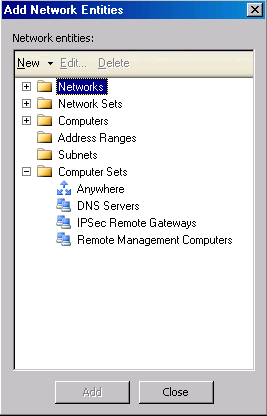 Add Network Entities
Network entities:
New Edit... Delete
Networks
Network Sets
Computers
Address Ranges
Subnets
Computer Sets
Anywhere
DNS Servers
IPSec Remote Gateways
Remote Management Computers
Add Close